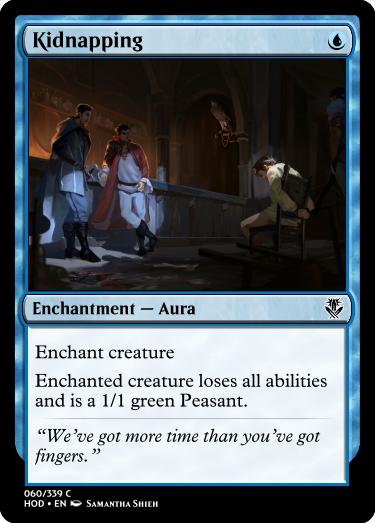 Kidnapping
Enchantment — Aura
Enchant creature
Enchanted creature loses all abilities
and is a 1/1 green Peasant.
“We’ve got more time than you’ve got
fingers.”
060/339 C
HOD • EN Samantha Shieh